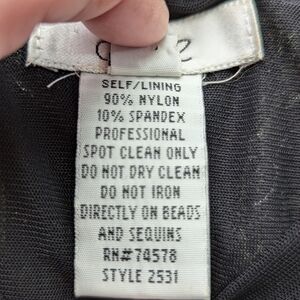 SELF/LINING
90% NYLON
10% SPANDEX
PROFESSIONAL
SPOT CLEAN ONLY
DO NOT DRY CLEAN
DO NOT IRON
DIRECTLY ON BEADS
AND SEQUINS
RN#74578
STYLE 2531